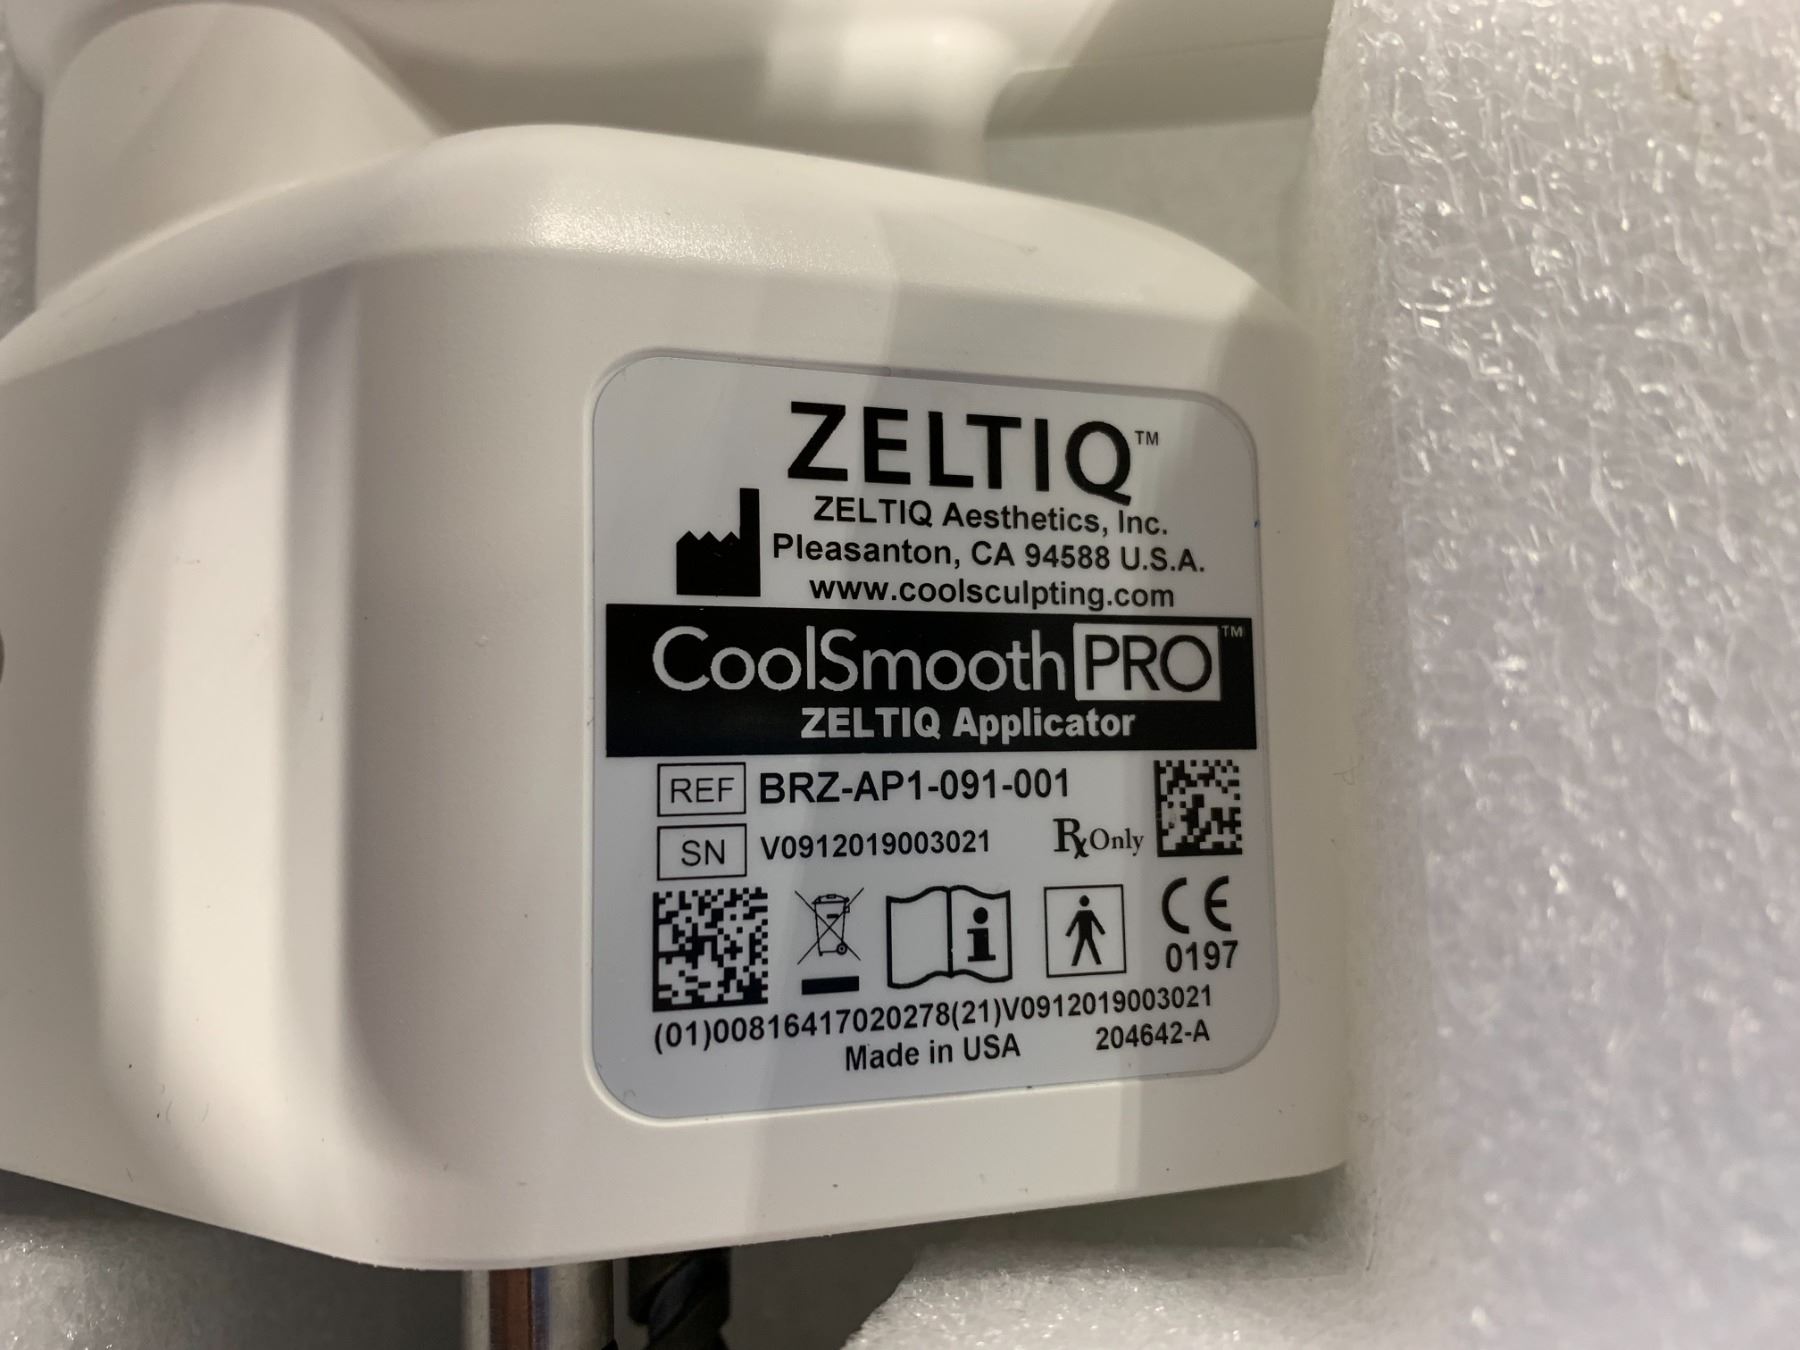 ZELTIQ™
ZELTIQ Aesthetics, Inc.
Pleasanton, CA 94588 U.S.A.
www.coolsculpting.com
CoolSmooth PRO™
ZELTIQ Applicator
REF BRZ-AP1-091-001
SN V0912019003021 Rx Only
CE
0197
(01)00816417020278(21)V0912019003021
Made in USA 204642-A